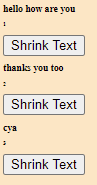 hello how are you
1
Shrink Text
thanks you too
2
Shrink Text
cya
3
Shrink Text